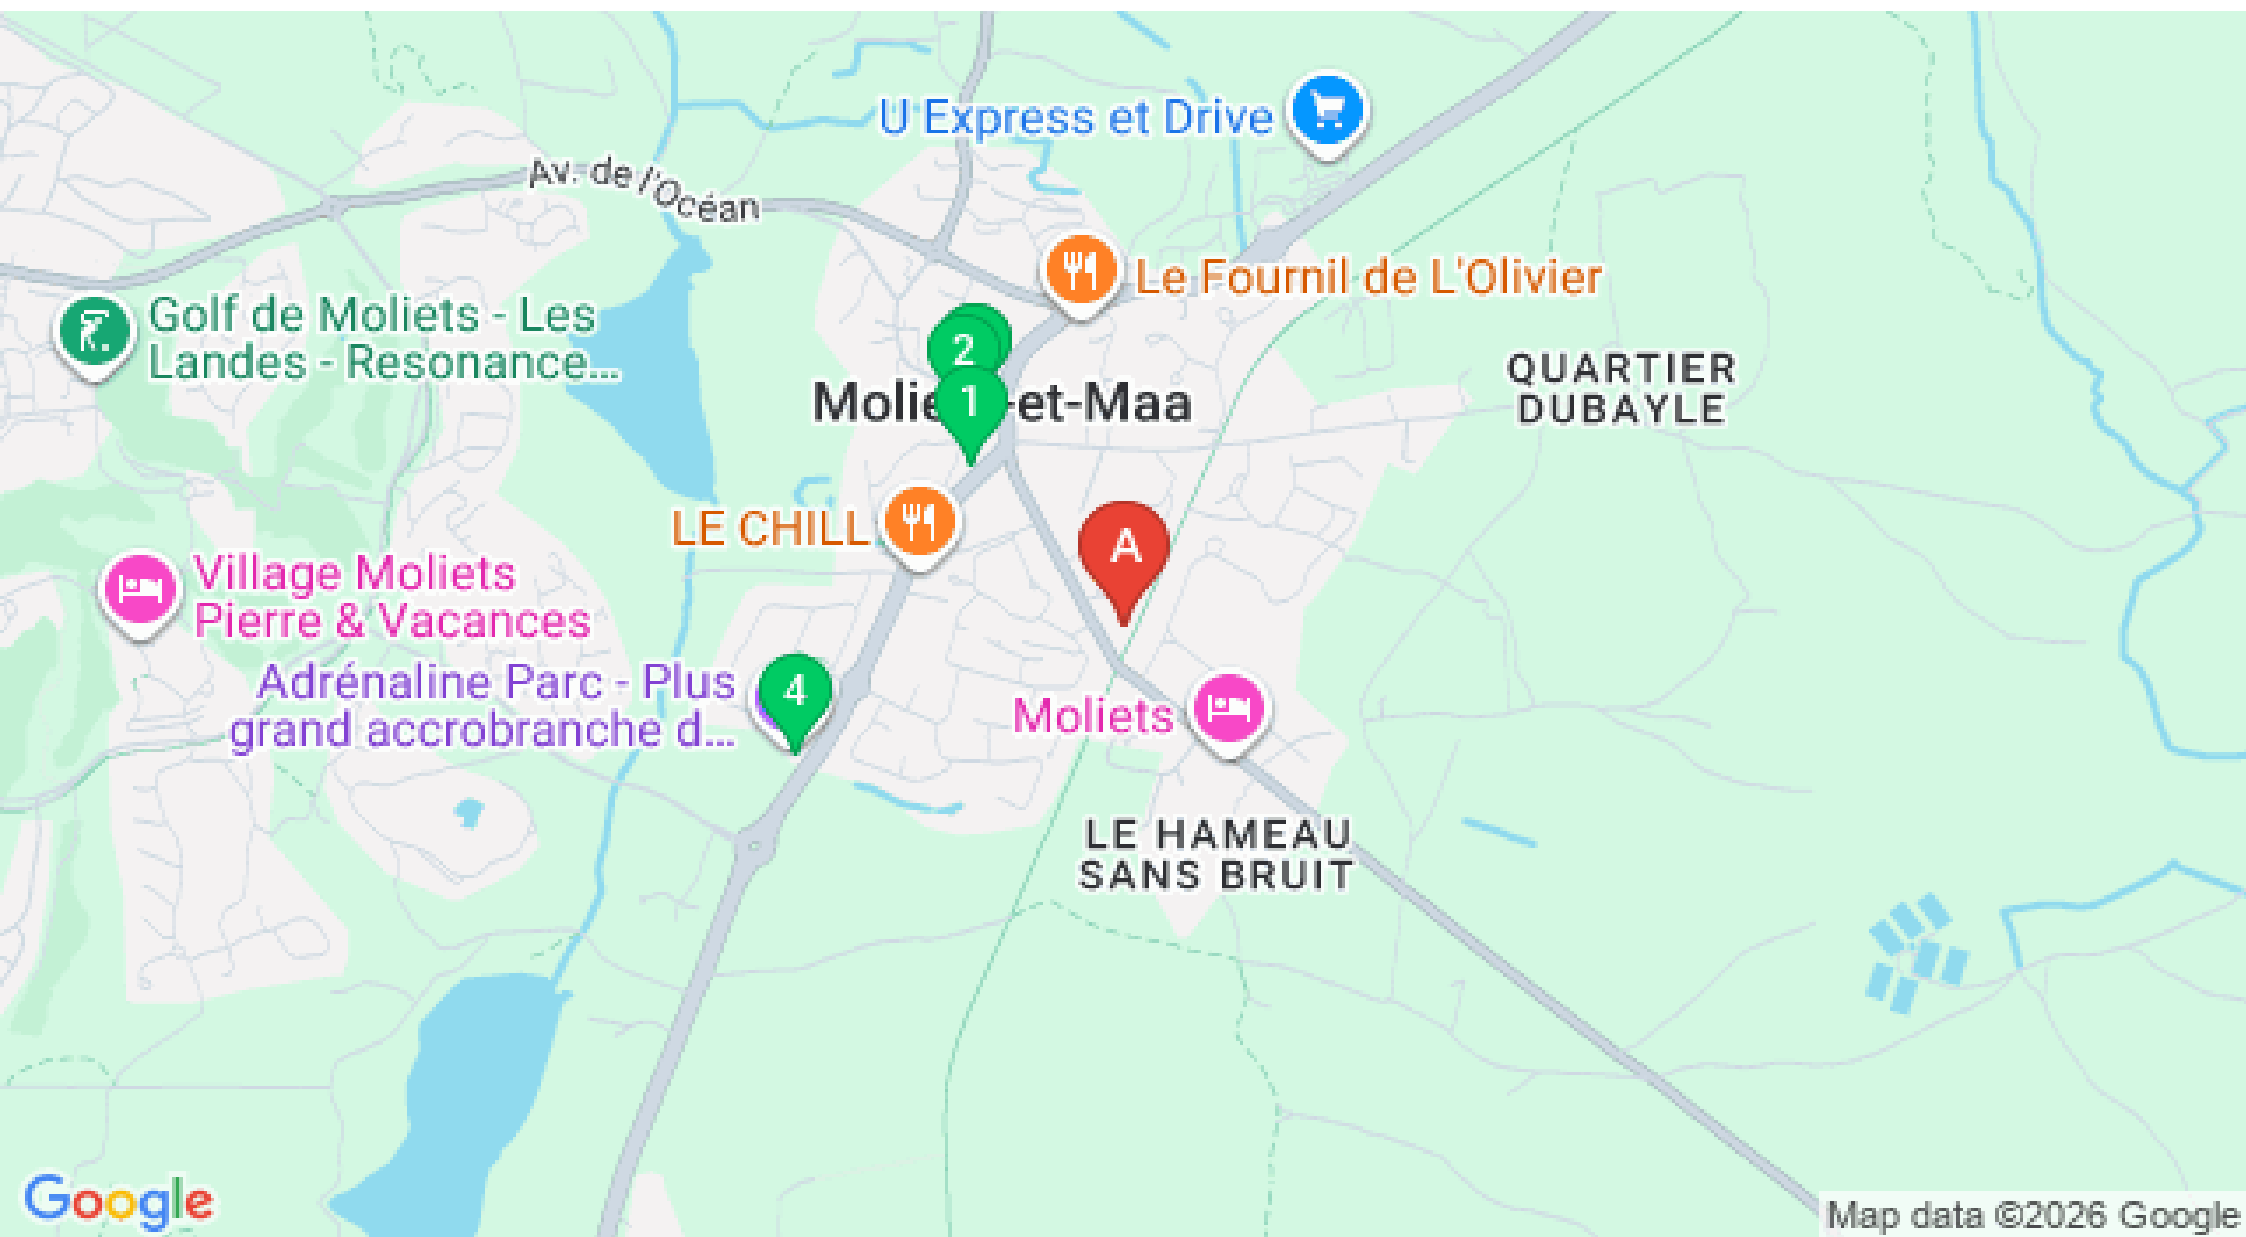 U Express et Drive
Av. de l'Océan
Le Fournil de L'Olivier
Golf de Moliets - Les
Landes - Resonance...
2
QUARTIER
DUBAYLE
1
-et-Maa
LE CHILL
A
Village Moliets
Pierre & Vacances
Adrénaline Parc - Plus
grand accrobranche d...
4
Moliets
LE HAMEAU
SANS BRUIT
Google
Map data ©2026 Google